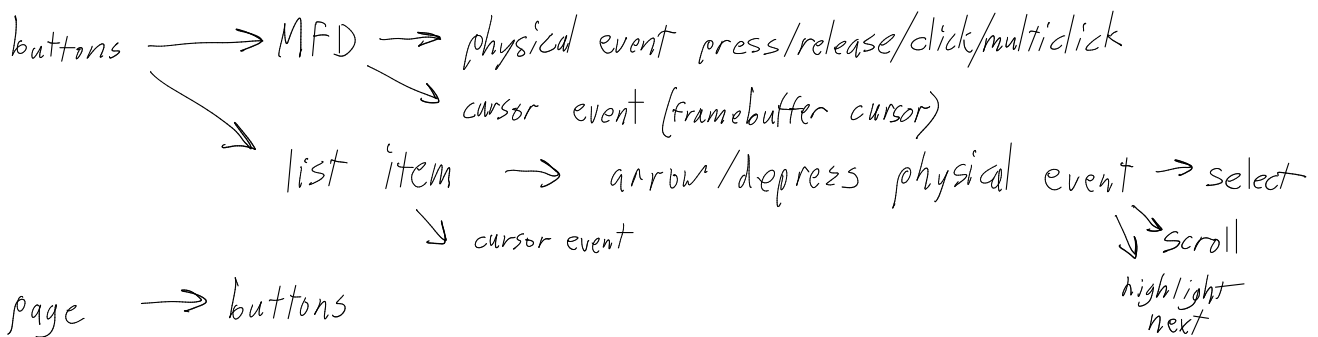 buttons → MFD → physical event press/release/click/multiclick
→ cursor event (framebuffer cursor)
→ list item → arrow/depress physical event → select
→ cursor event
→ scroll
→ highlight
next
page → buttons